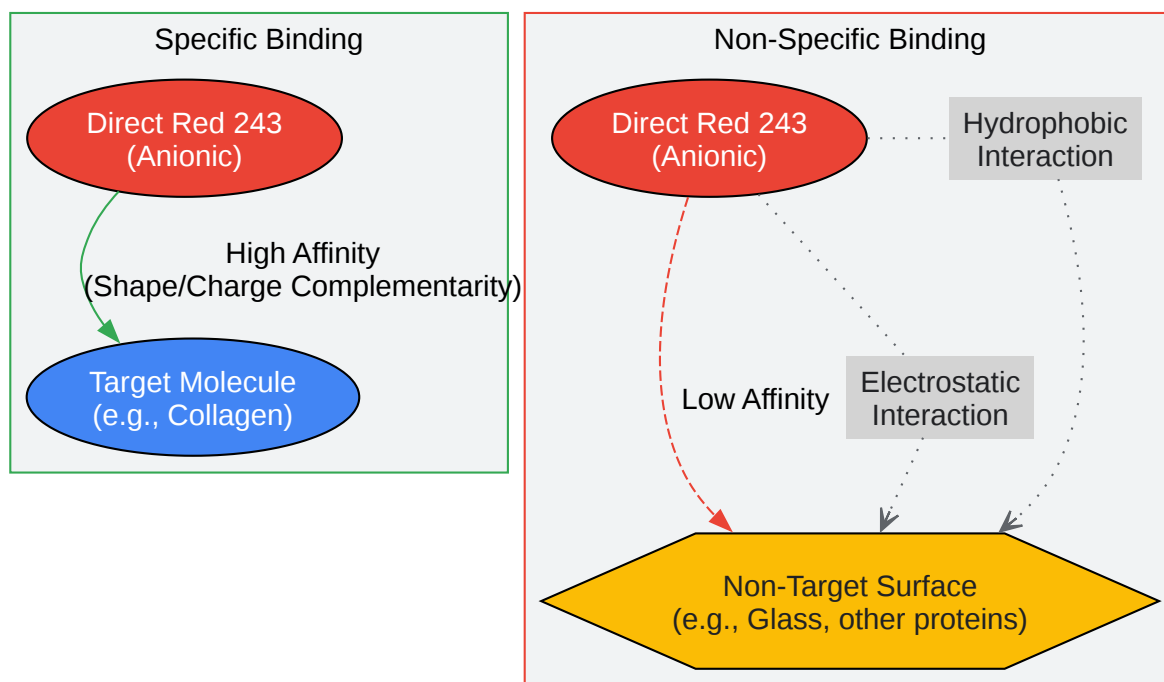 Specific Binding
Direct Red 243
(Anionic)
High Affinity
(Shape/Charge Complementarity)
Target Molecule
(e.g., Collagen)
Non-Specific Binding
Direct Red 243
(Anionic)
Hydrophobic
Interaction
Low Affinity
Electrostatic
Interaction
Non-Target Surface
(e.g., Glass, other proteins)